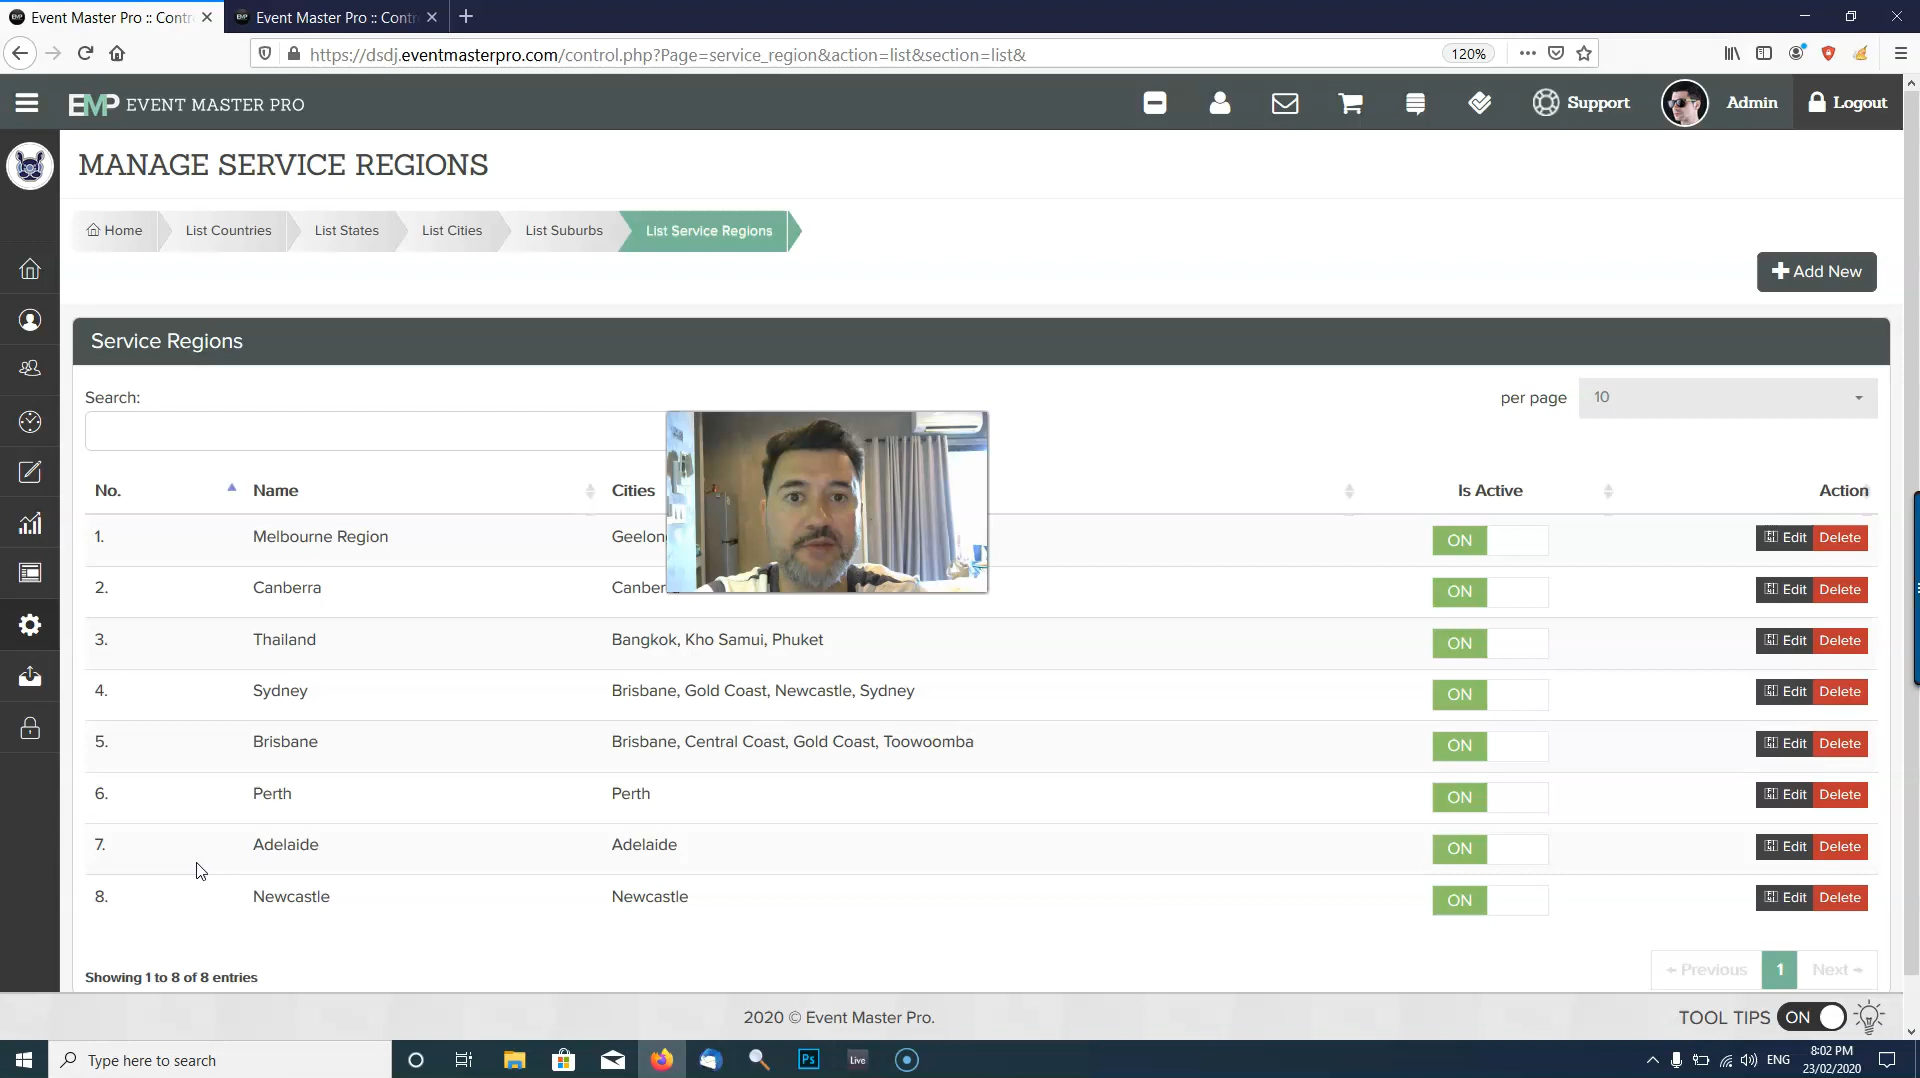 Event Master Pro :: Contr
Event Master Pro :: Contr
https://dsdj.eventmasterpro.com/control.php?Page=service_region&action=list&section=list&
120%
EMP EVENT MASTER PRO
Support
Admin
Logout
MANAGE SERVICE REGIONS
Home
List Countries
List States
List Cities
List Suburbs
List Service Regions
Add New
Service Regions
Search:
per page
10
No.
Name
Cities
Is Active
Action
1. Melbourne Region Geelon ON Edit Delete
2. Canberra Canber ON Edit Delete
3. Thailand Bangkok, Kho Samui, Phuket ON Edit Delete
4. Sydney Brisbane, Gold Coast, Newcastle, Sydney ON Edit Delete
5. Brisbane Brisbane, Central Coast, Gold Coast, Toowoomba ON Edit Delete
6. Perth Perth ON Edit Delete
7. Adelaide Adelaide ON Edit Delete
8. Newcastle Newcastle ON Edit Delete
Showing 1 to 8 of 8 entries
← Previous 1 Next →
2020 © Event Master Pro.
TOOL TIPS ON
Type here to search
Ps
Live
ENG
8:02 PM
23/02/2020